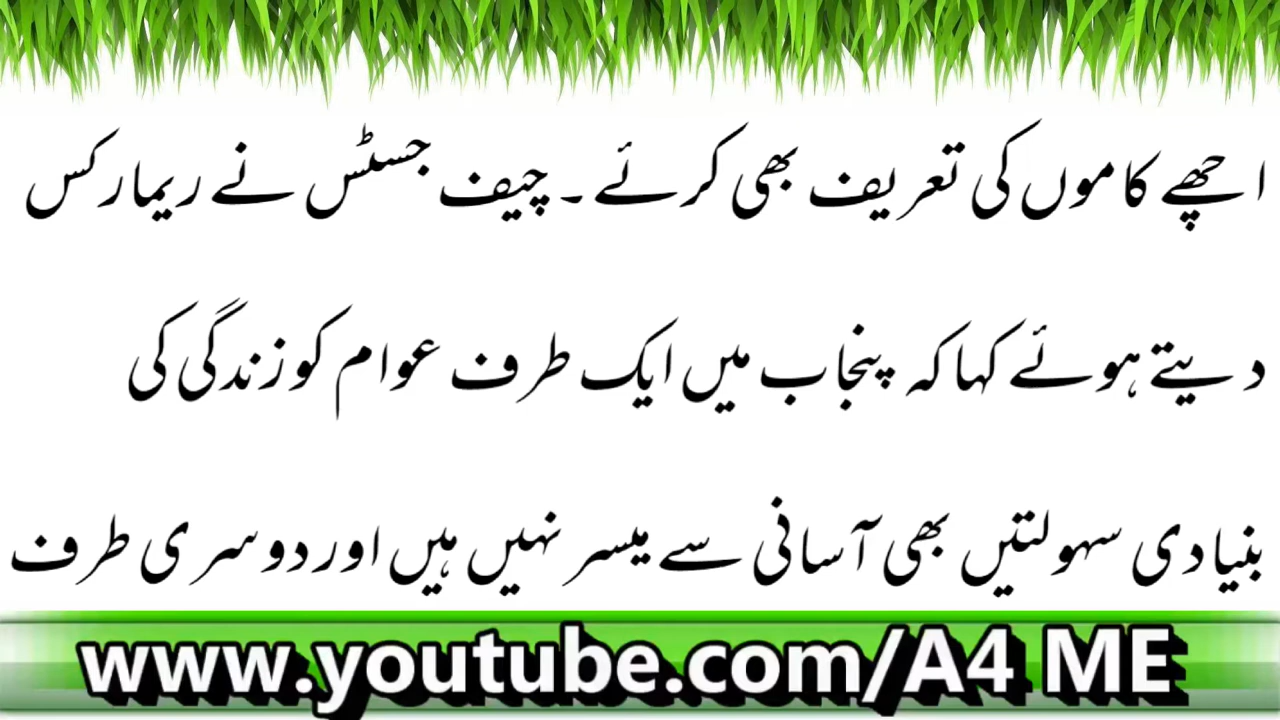 اچھے کاموں کی تعریف بھی کرئے ۔ چیف جسٹس نے ریمارکس
دیتے ہوئے کہا کہ پنجاب میں ایک طرف عوام کو زندگی کی
بنیادی سہولتیں بھی آسانی سے میسر نہیں ہیں اور دوسری طرف
www.youtube.com/A4 ME